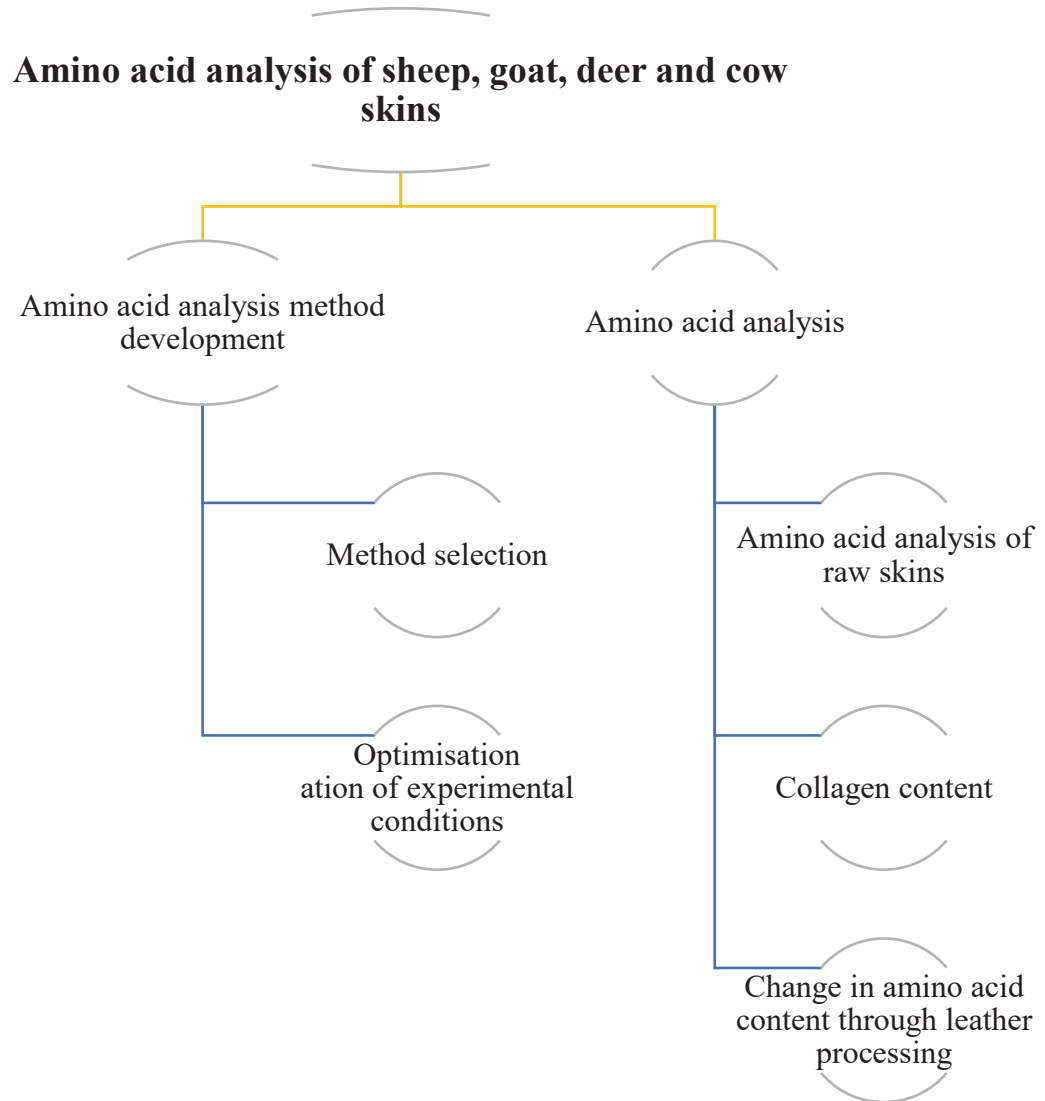 Amino acid analysis of sheep, goat, deer and cow
skins
Amino acid analysis method
development
Amino acid analysis
Method selection
Amino acid analysis of
raw skins
Optimisation
ation of experimental
conditions
Collagen content
Change in amino acid
content through leather
processing